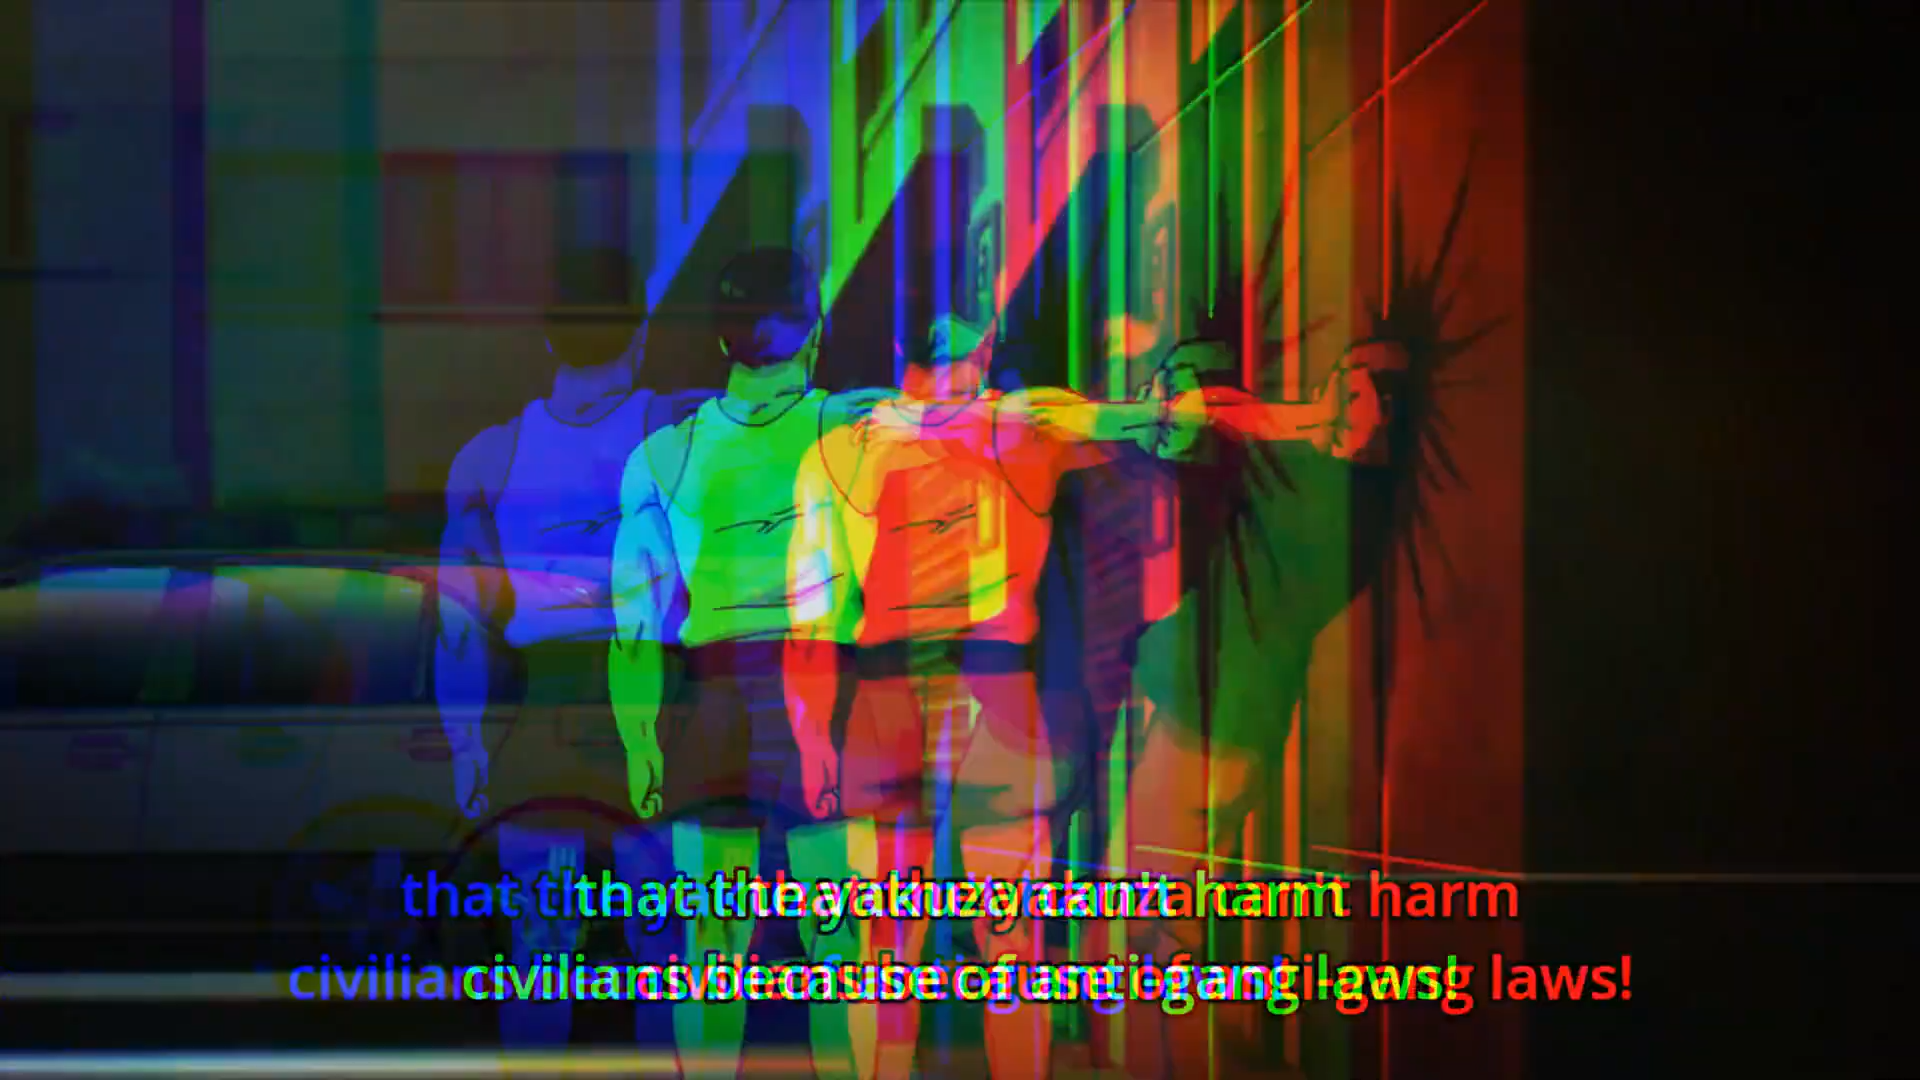 that the yakuza can't harm
civilians because of anti-gang laws!